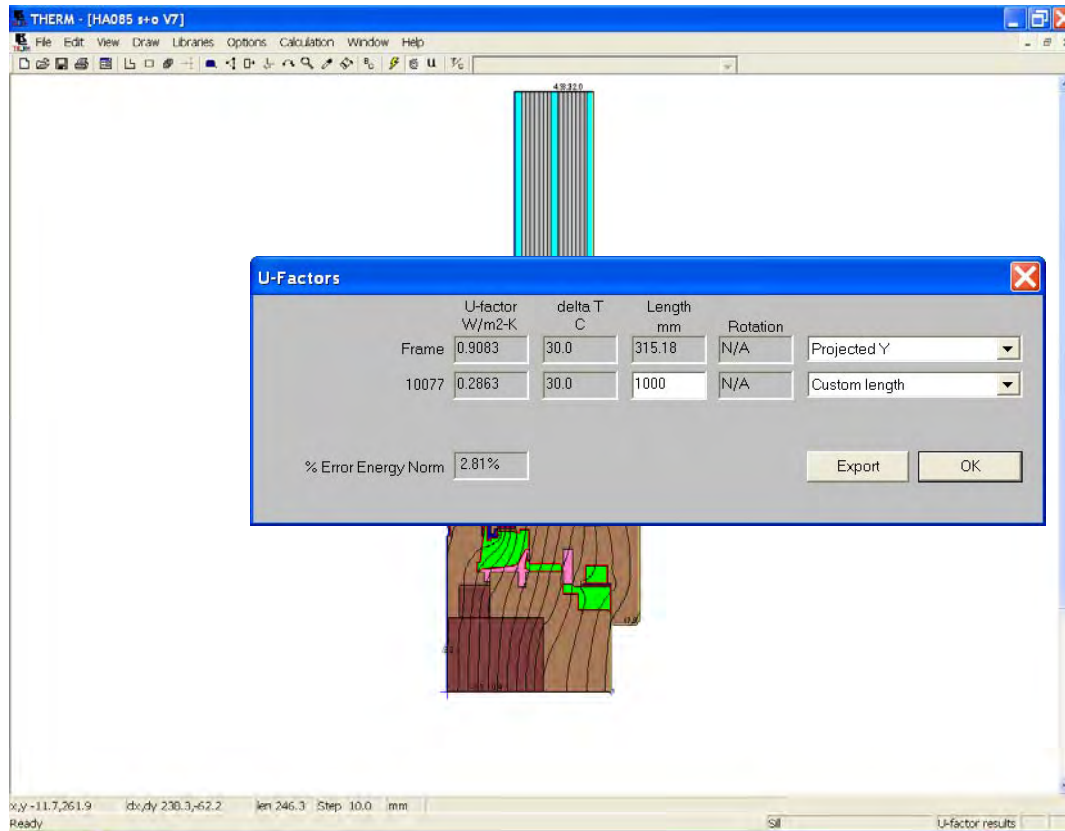 THERM - [HA085 s+o V7]
File Edit View Draw Libraries Options Calculation Window Help
U-Factors
U-factor delta T Length
W/m2-K C mm Rotation
Frame 0.9083 30.0 315.18 N/A Projected Y
10077 0.2863 30.0 1000 N/A Custom length
% Error Energy Norm 2.81% Export OK
x,y -11.7,261.9 dx,dy 238.3,-62.2 len 246.3 Step 10.0 mm
Ready Sill U-factor results